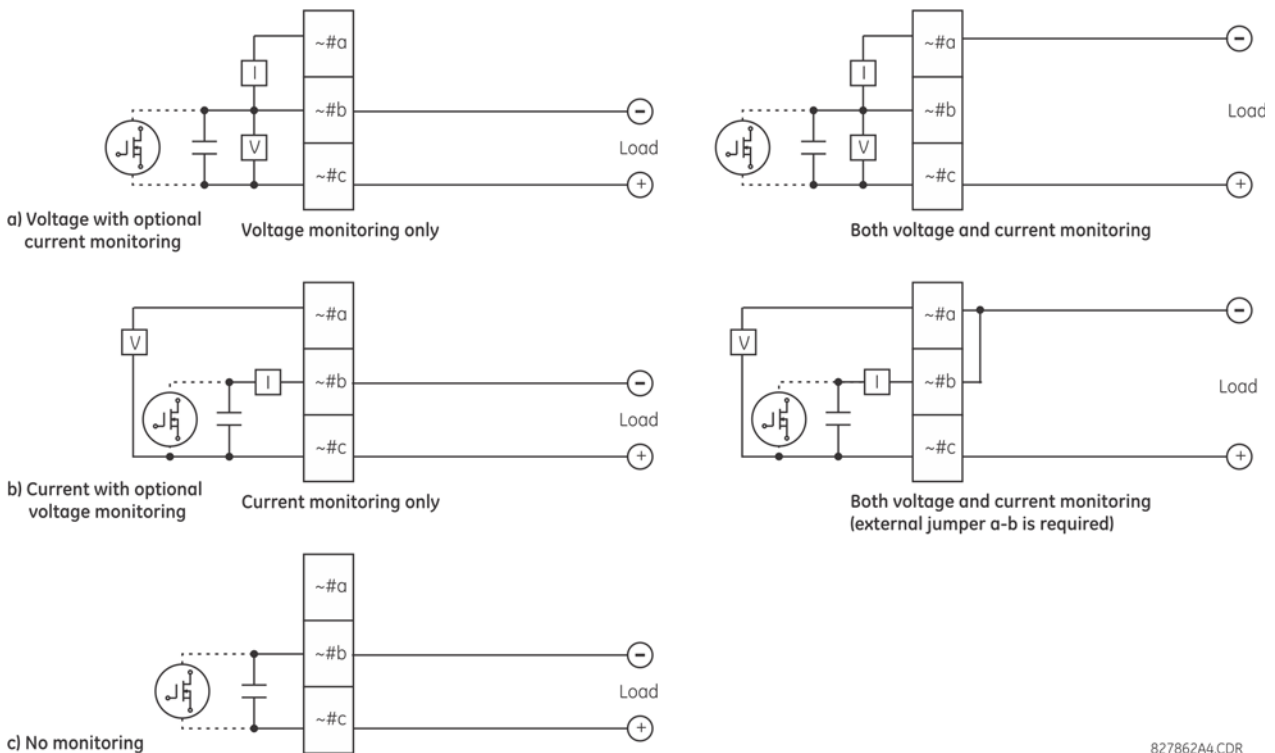 ~#a
I
~#b
V
~#c
−
Load
+
a) Voltage with optional
current monitoring
Voltage monitoring only
~#a
I
~#b
V
~#c
−
Load
+
Both voltage and current monitoring
~#a
V
I
~#b
~#c
−
Load
+
b) Current with optional
voltage monitoring
Current monitoring only
~#a
V
I
~#b
~#c
−
Load
+
Both voltage and current monitoring
(external jumper a-b is required)
~#a
~#b
~#c
−
Load
+
c) No monitoring
827862A4.CDR